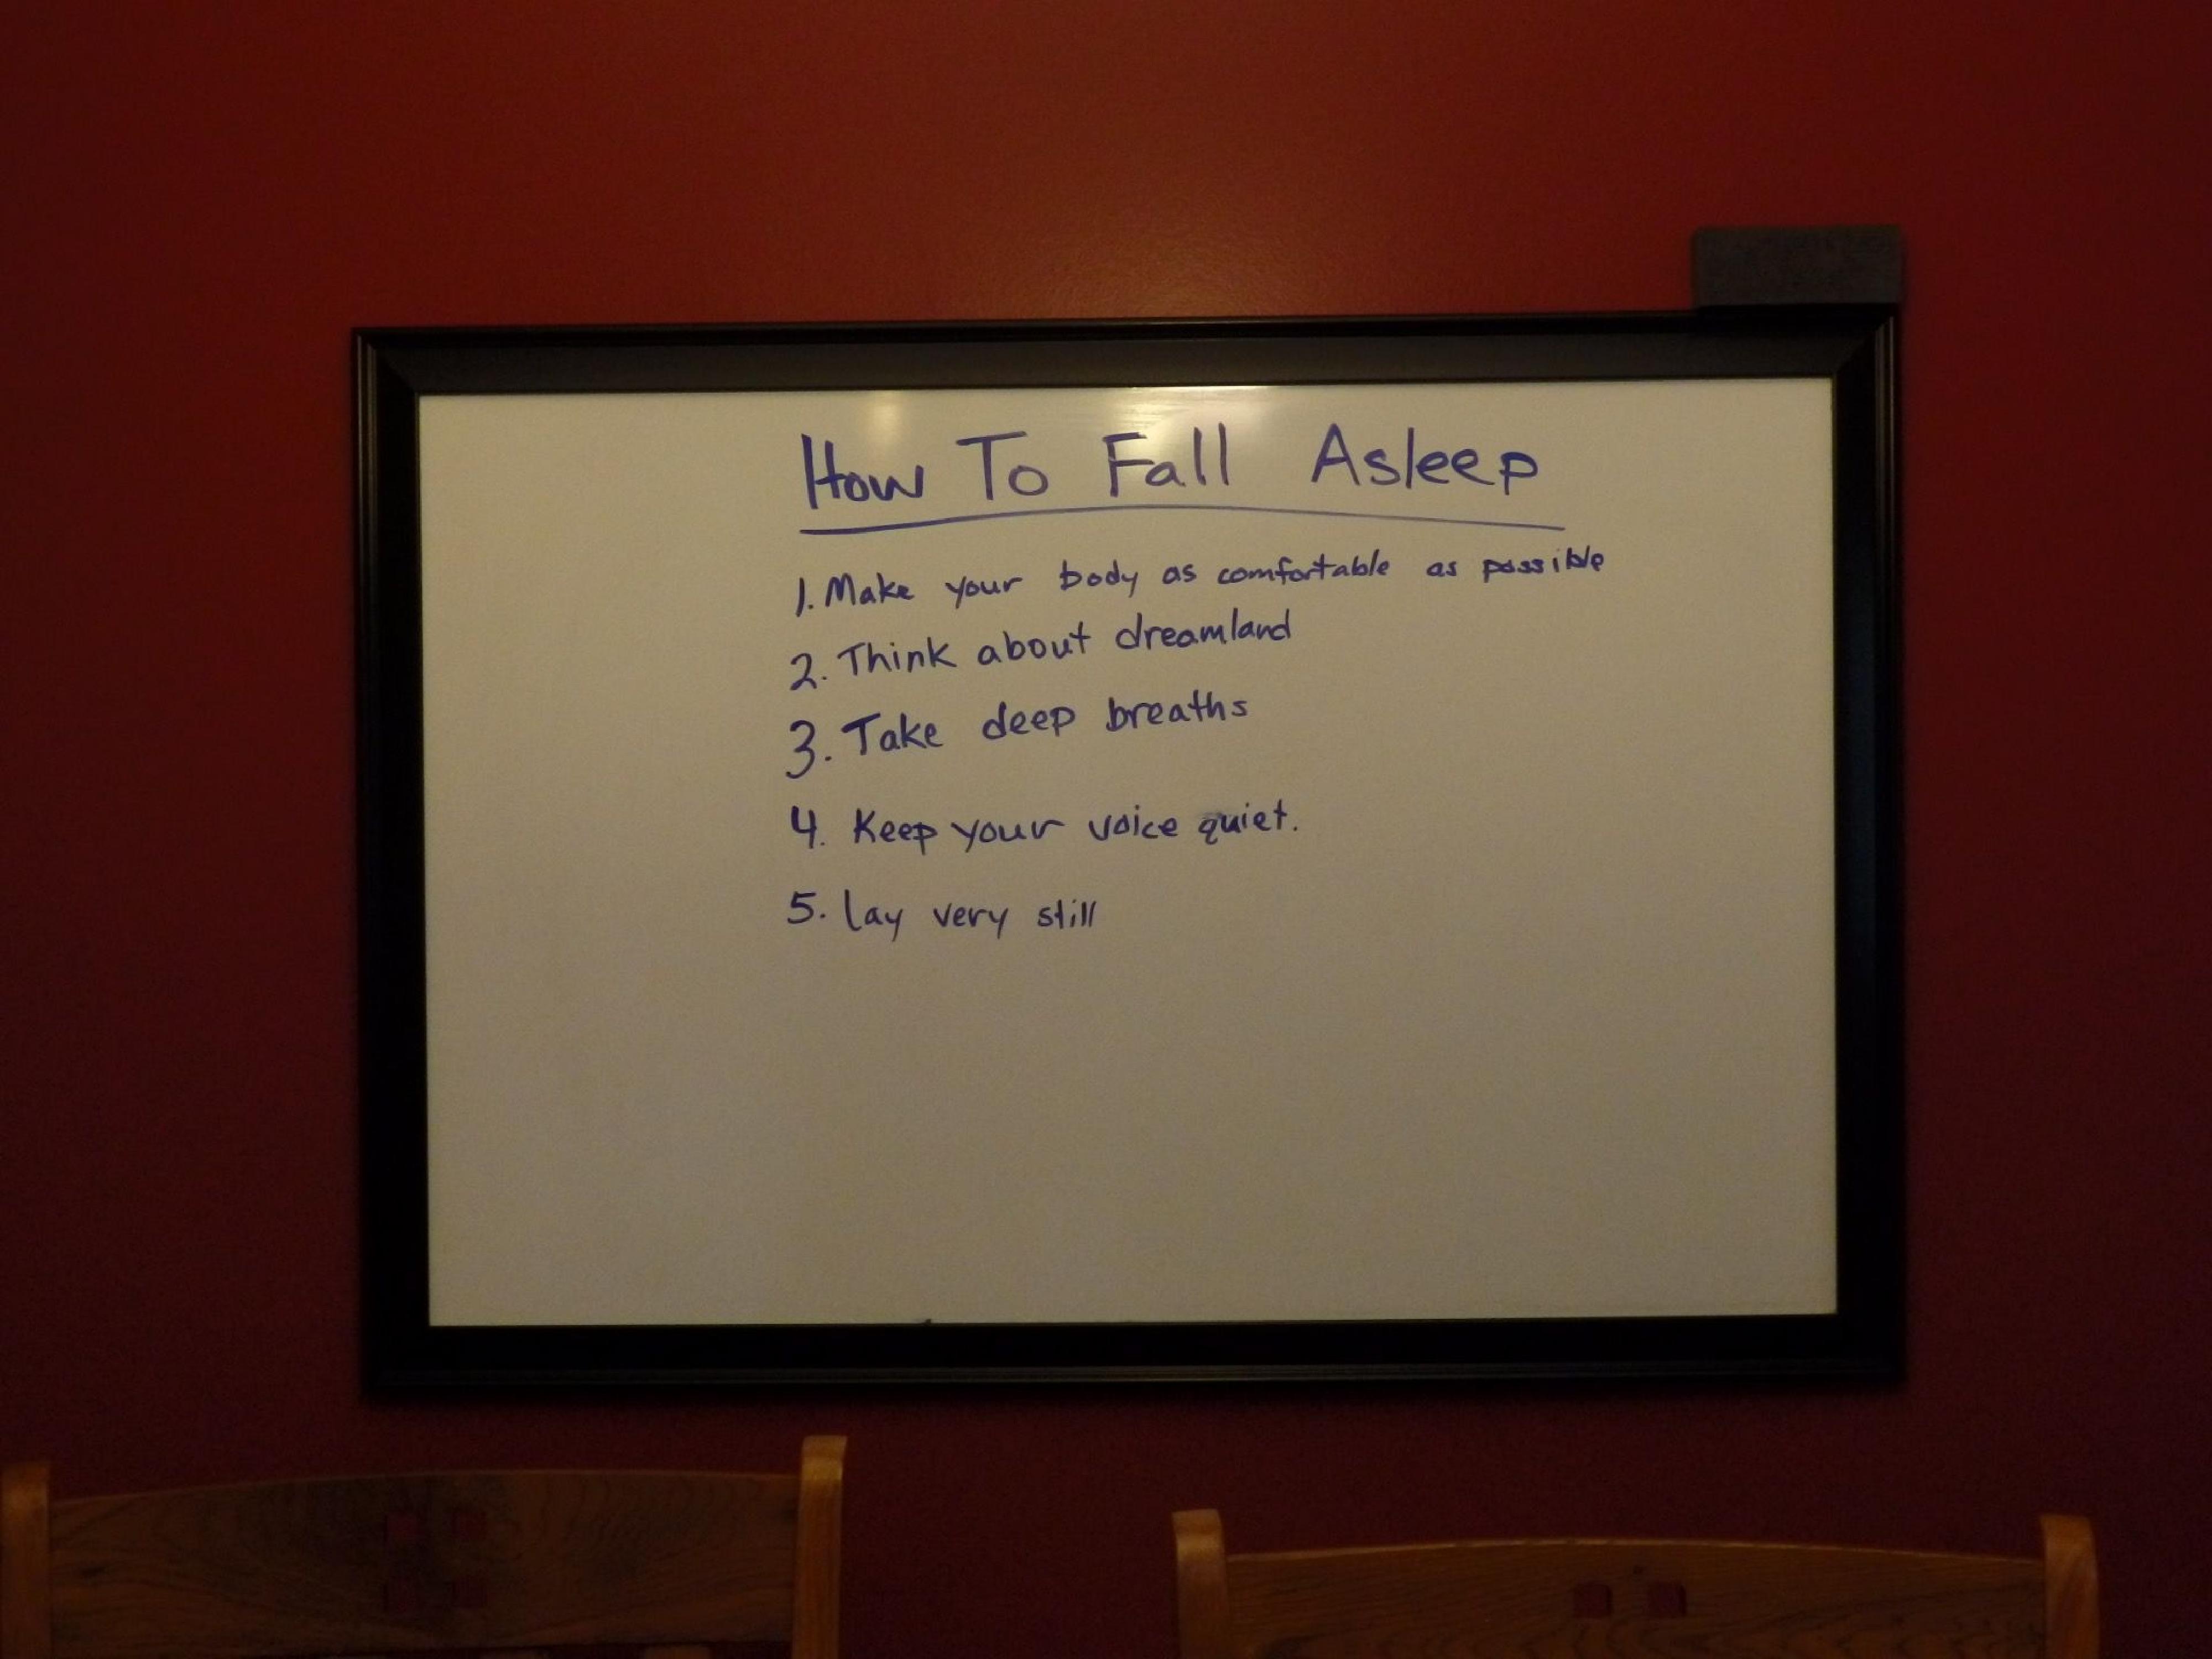 How To Fall Asleep
1. Make your body as comfortable as possible
2. Think about dreamland
3. Take deep breaths
4. Keep your voice quiet.
5. lay very still